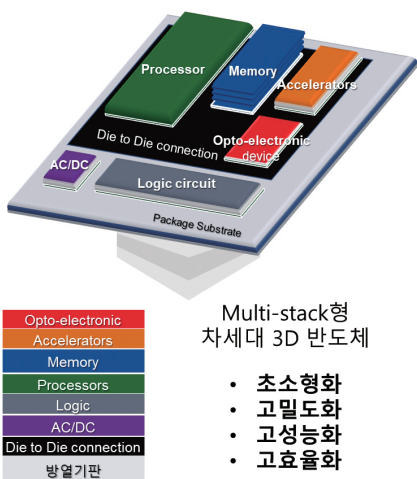 Processor
Memory
Accelerators
Die to Die connection
Opto-electronic
device
AC/DC
Logic circuit
Package Substrate
Opto-electronic
Accelerators
Memory
Processors
Logic
AC/DC
Die to Die connection
방열기판
Multi-stack형
차세대 3D 반도체
• 초소형화
• 고밀도화
• 고성능화
• 고효율화